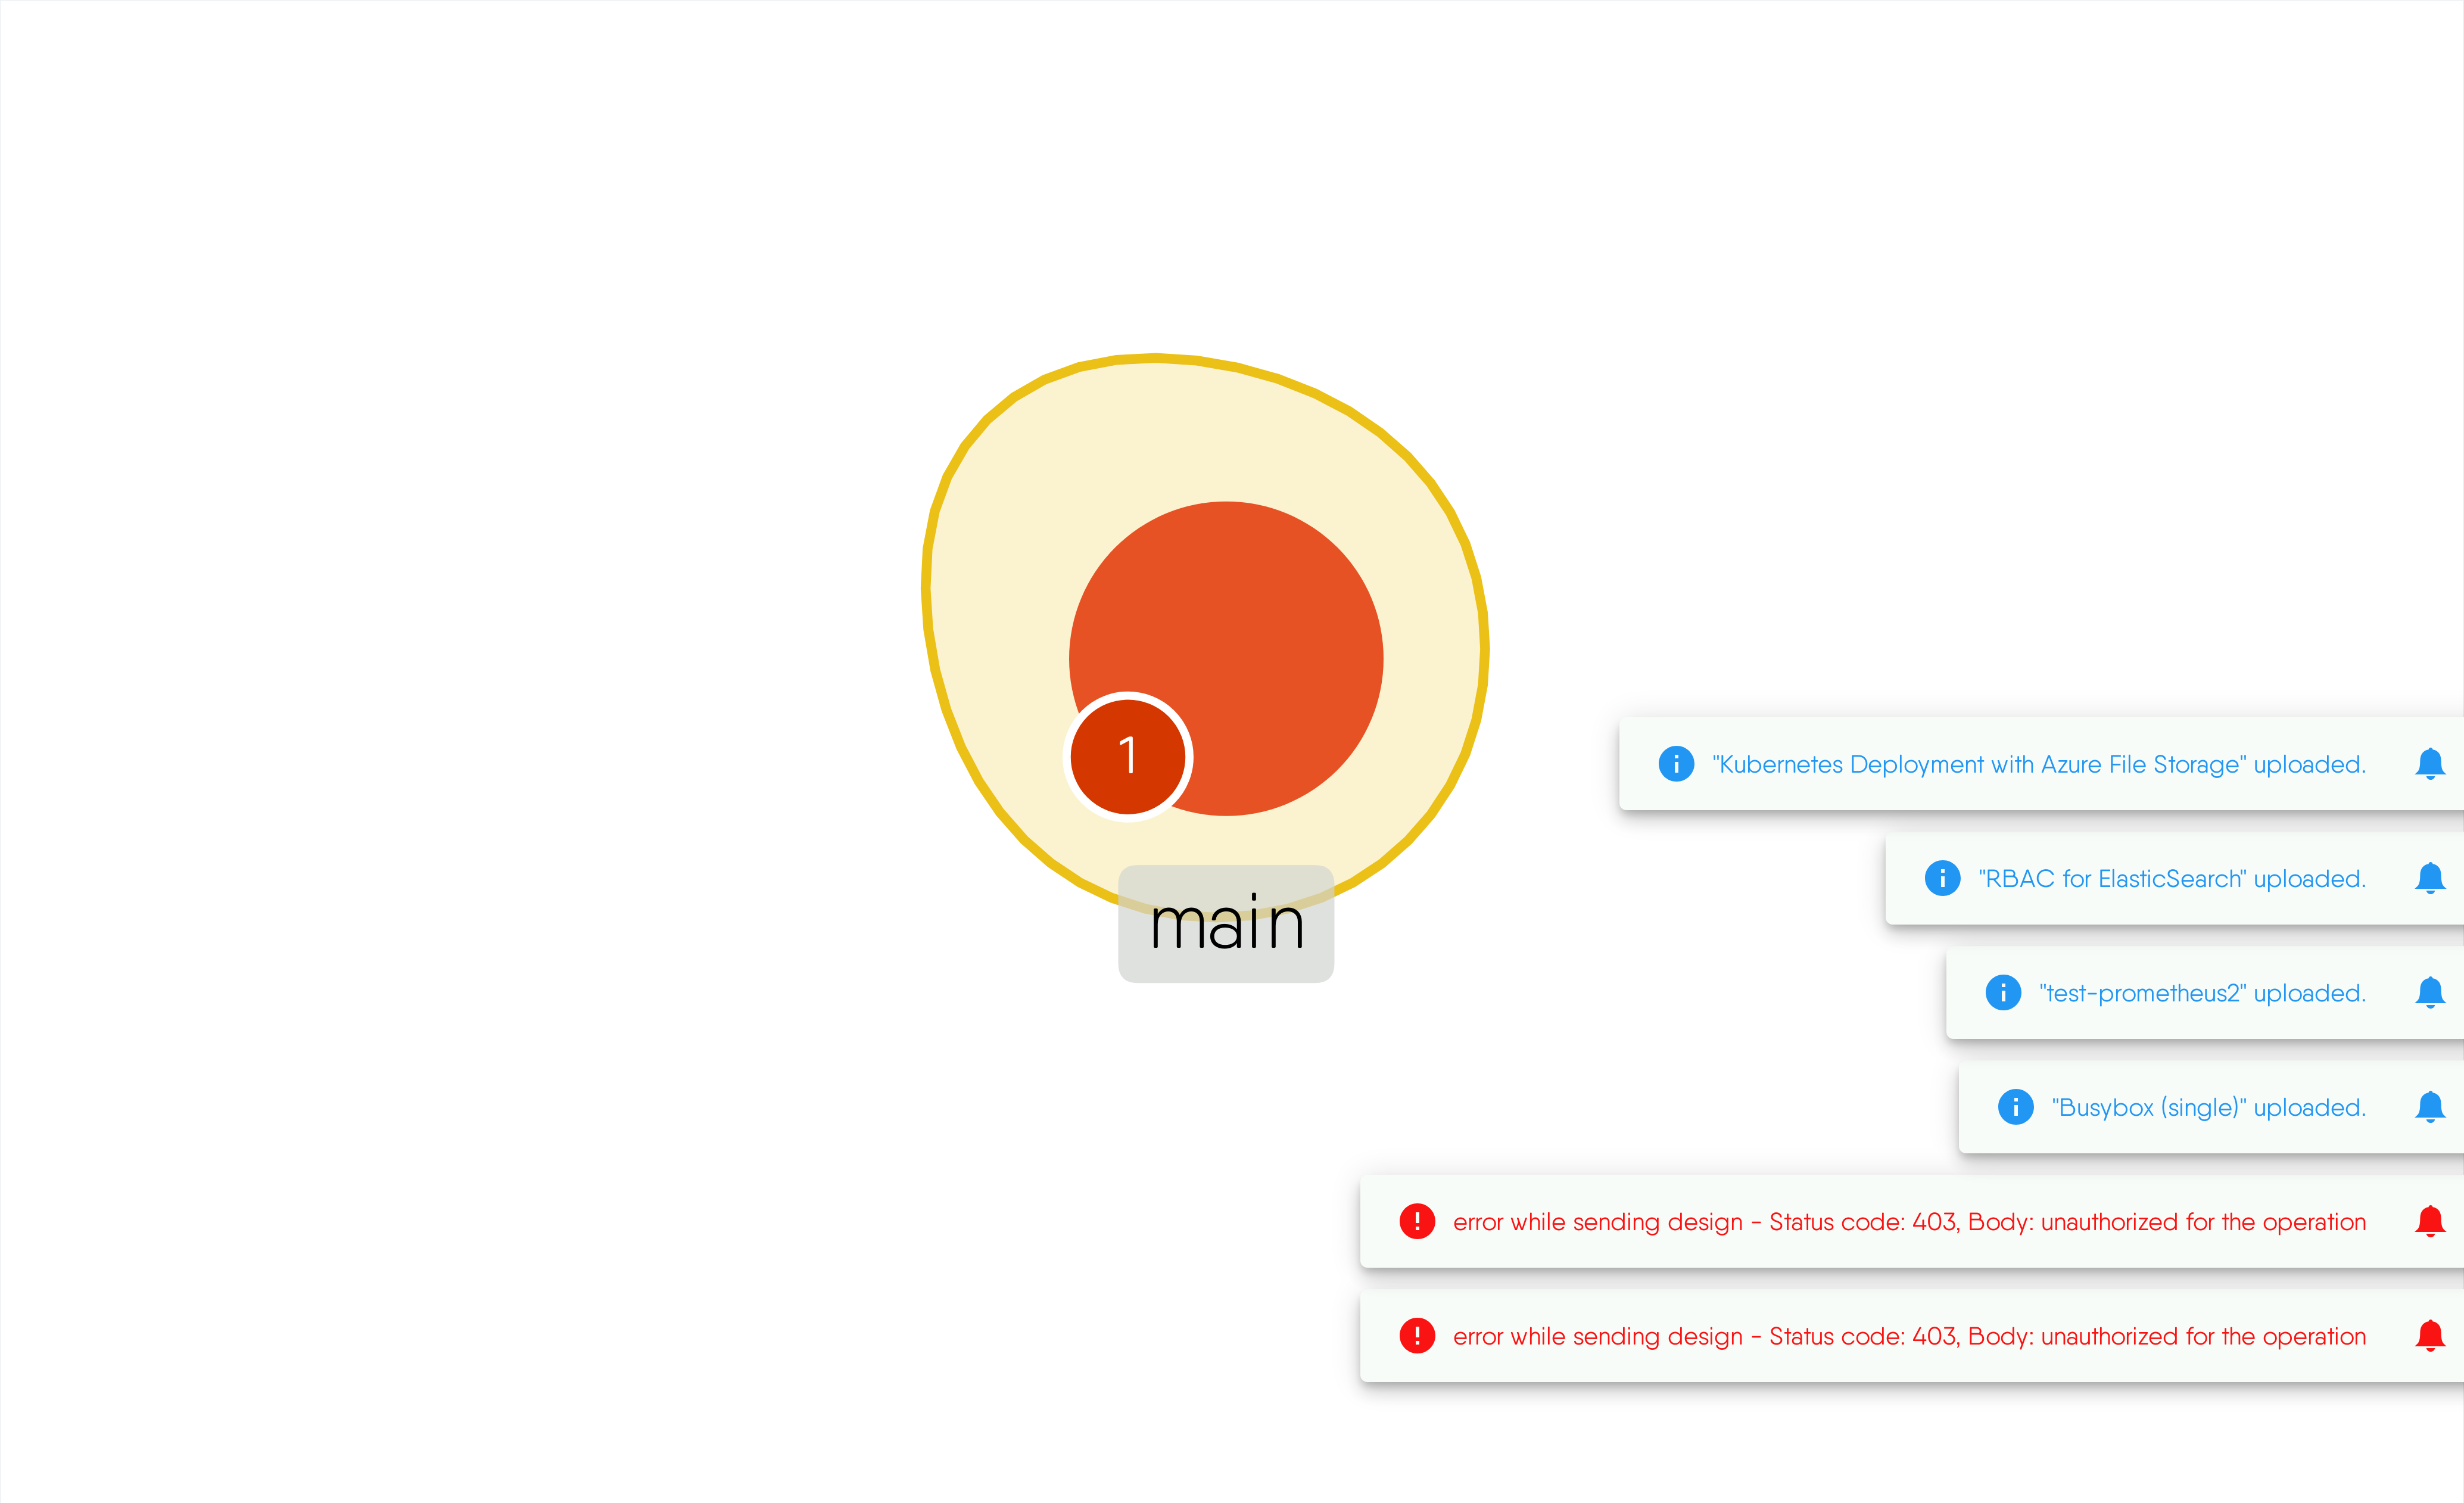 1
main
"Kubernetes Deployment with Azure File Storage" uploaded.
"RBAC for ElasticSearch" uploaded.
"test-prometheus2" uploaded.
"Busybox (single)" uploaded.
error while sending design - Status code: 403, Body: unauthorized for the operation
error while sending design - Status code: 403, Body: unauthorized for the operation